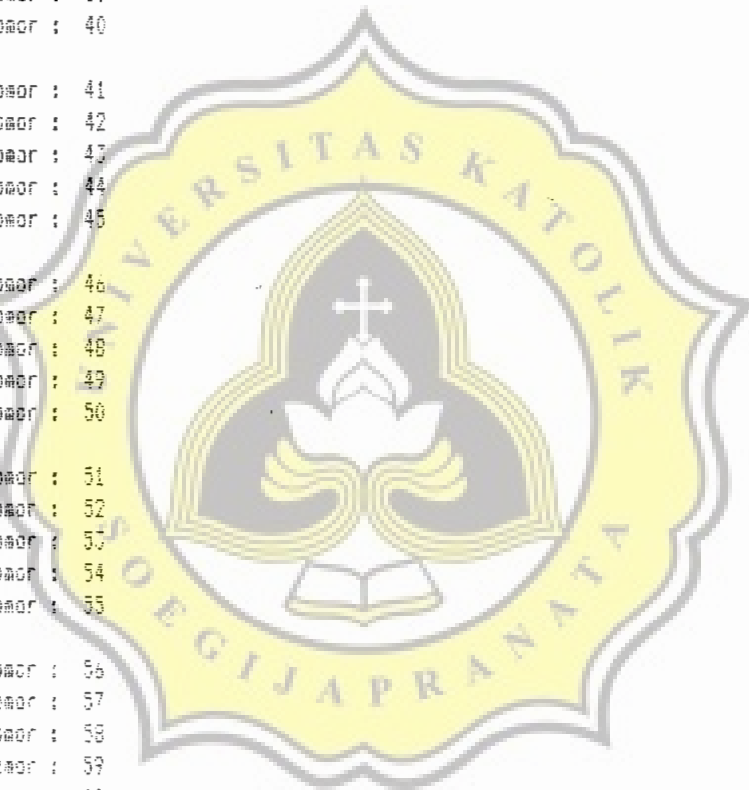 omor : 40
omor : 41
omor : 42
omor : 43
omor : 44
omor : 45
omor : 46
omor : 47
omor : 48
omor : 49
omor : 50
omor : 51
omor : 52
omor : 53
omor : 54
omor : 55
omor : 56
omor : 57
omor : 58
omor : 59
UNIVERSITAS KATOLIK
SOEGIJAPRANATA